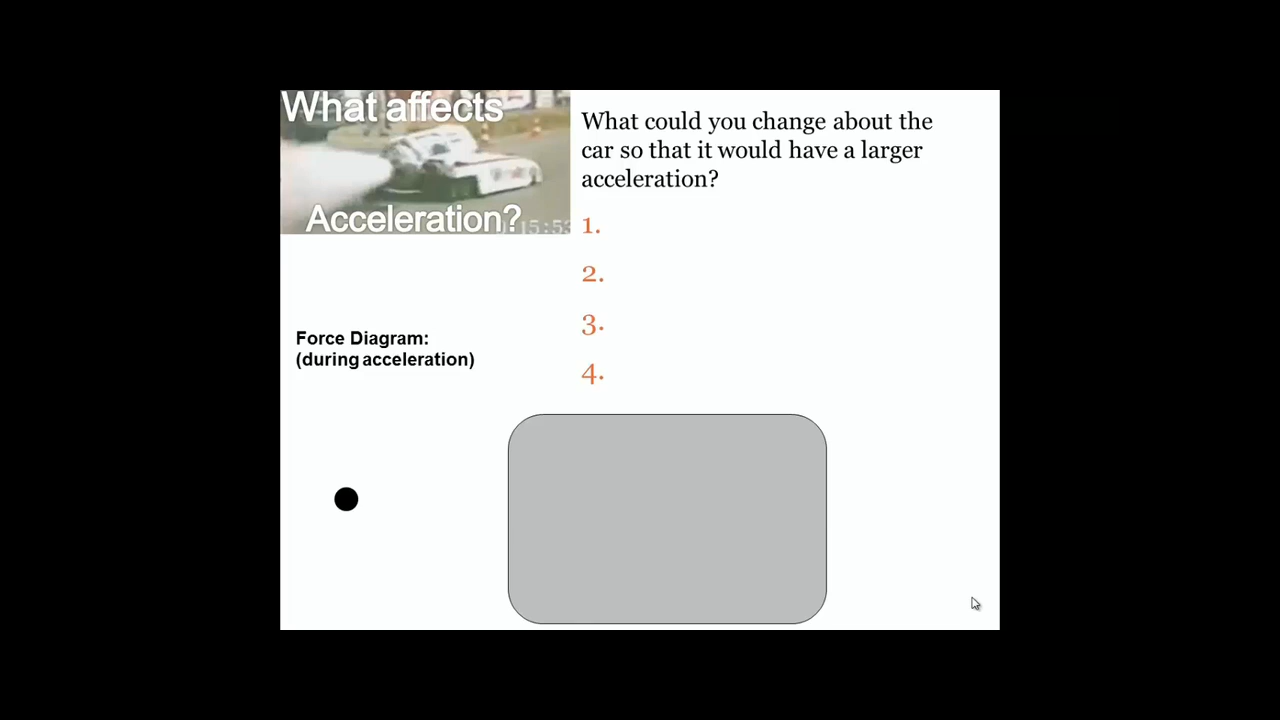 What affects
Acceleration?
15:53
What could you change about the
car so that it would have a larger
acceleration?
1.
2.
3.
4.
Force Diagram:
(during acceleration)